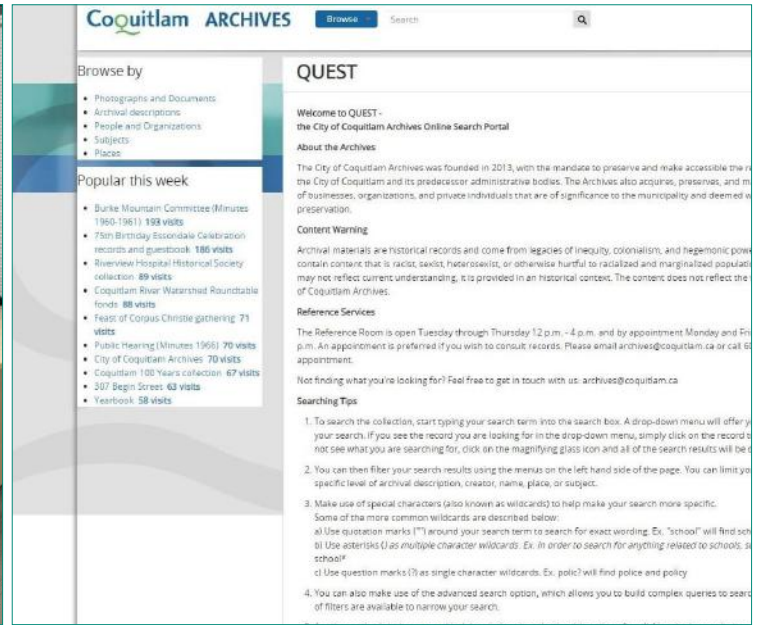 Coquitlam ARCHIVES
Browse
Search
Browse by
Photographs and Documents
Archival descriptions
People and Organizations
Subjects
Places
Popular this week
Burke Mountain Committee (Minutes
1960-1961) 193 visits
75th Birthday Essondale Celebration
records and guestbook 186 visits
Riverview Hospital Historical Society
collection 89 visits
Coquitlam River Watershed Roundtable
fonds 88 visits
Feast of Corpus Christie gathering 71
visits
Public Hearing (Minutes 1966) 70 visits
City of Coquitlam Archives 70 visits
Coquitlam 100 Years collection 67 visits
307 Begin Street 63 visits
Yearbook 58 visits
QUEST
Welcome to QUEST -
the City of Coquitlam Archives Online Search Portal
About the Archives
The City of Coquitlam Archives was founded in 2013, with the mandate to preserve and make accessible the
the City of Coquitlam and its predecessor administrative bodies. The Archives also acquires, preserves, and
of businesses, organizations, and private individuals that are of significance to the municipality and deemed
preservation.
Content Warning
Archival materials are historical records and come from legacies of inequity, colonialism, and hegemonic
contain content that is racist, sexist, heterosexist, or otherwise hurtful to racialized and marginalized
may not reflect current understanding, it is provided in an historical context. The content does not reflect the
of Coquitlam Archives.
Reference Services
The Reference Room is open Tuesday through Thursday 12 p.m. - 4 p.m. and by appointment Monday and
p.m. An appointment is preferred if you wish to consult records. Please email archives@coquitlam.ca or call
appointment.
Not finding what you're looking for? Feel free to get in touch with us: archives@coquitlam.ca
Searching Tips
1. To search the collection, start typing your search term into the search box. A drop-down menu will offer
your search. If you see the record you are looking for in the drop-down menu, simply click on the record
not see what you are searching for, click on the magnifying glass icon and all of the search results will be
2. You can then filter your search results using the menus on the left hand side of the page. You can limit
specific level of archival description, creator, name, place, or subject.
3. Make use of special characters (also known as wildcards) to help make your search more specific.
Some of the more common wildcards are described below:
a) Use quotation marks ("") around your search term to search for exact wording. Ex. "school" will find
b) Use asterisks () as multiple character wildcards. Ex. In order to search for anything related to schools,
c) Use question marks (?) as single character wildcards. Ex. polic? will find police and policy
4. You can also make use of the advanced search option, which allows you to build complex queries to
of filters are available to narrow your search.